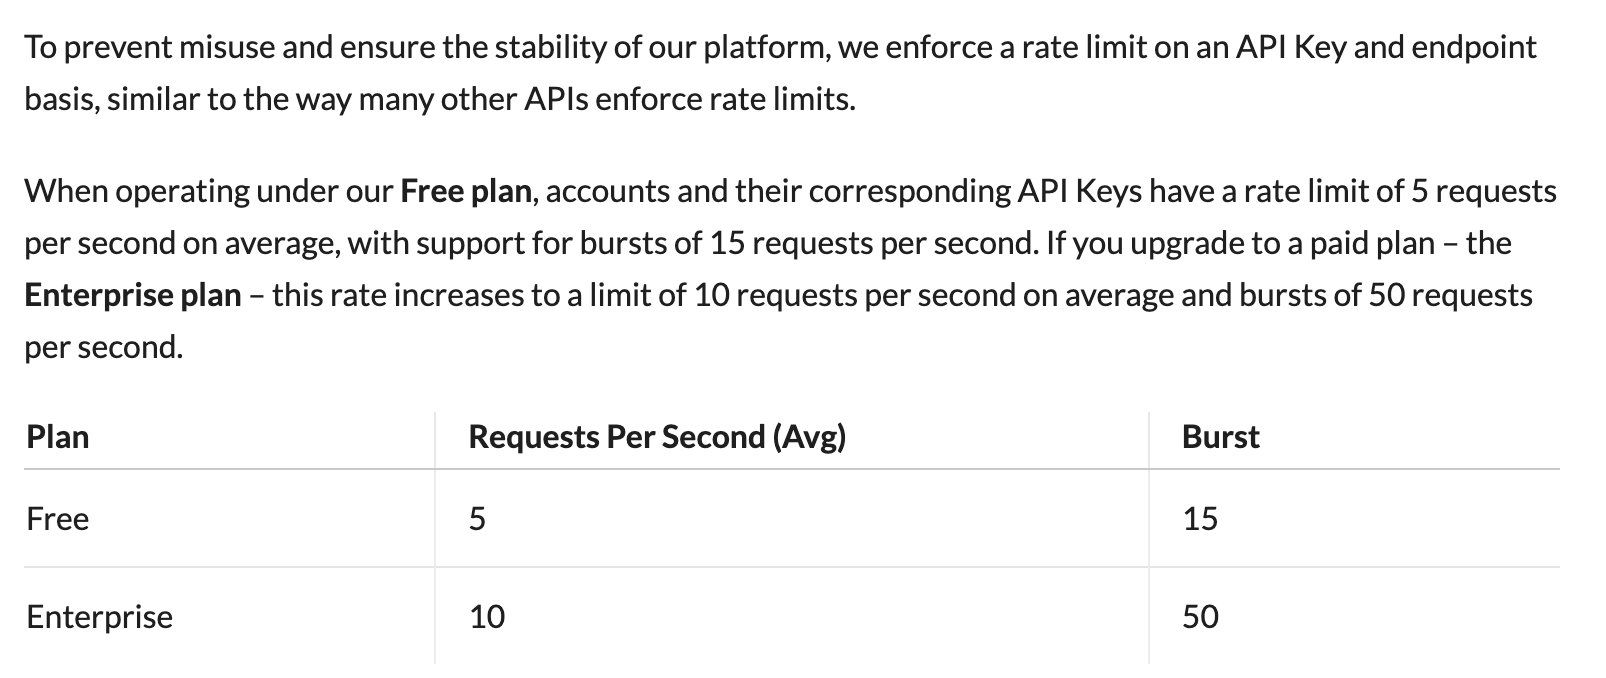 To prevent misuse and ensure the stability of our platform, we enforce a rate limit on an API Key and endpoint
basis, similar to the way many other APIs enforce rate limits.
When operating under our Free plan, accounts and their corresponding API Keys have a rate limit of 5 requests
per second on average, with support for bursts of 15 requests per second. If you upgrade to a paid plan – the
Enterprise plan – this rate increases to a limit of 10 requests per second on average and bursts of 50 requests
per second.
Plan Requests Per Second (Avg) Burst
Free 5 15
Enterprise 10 50